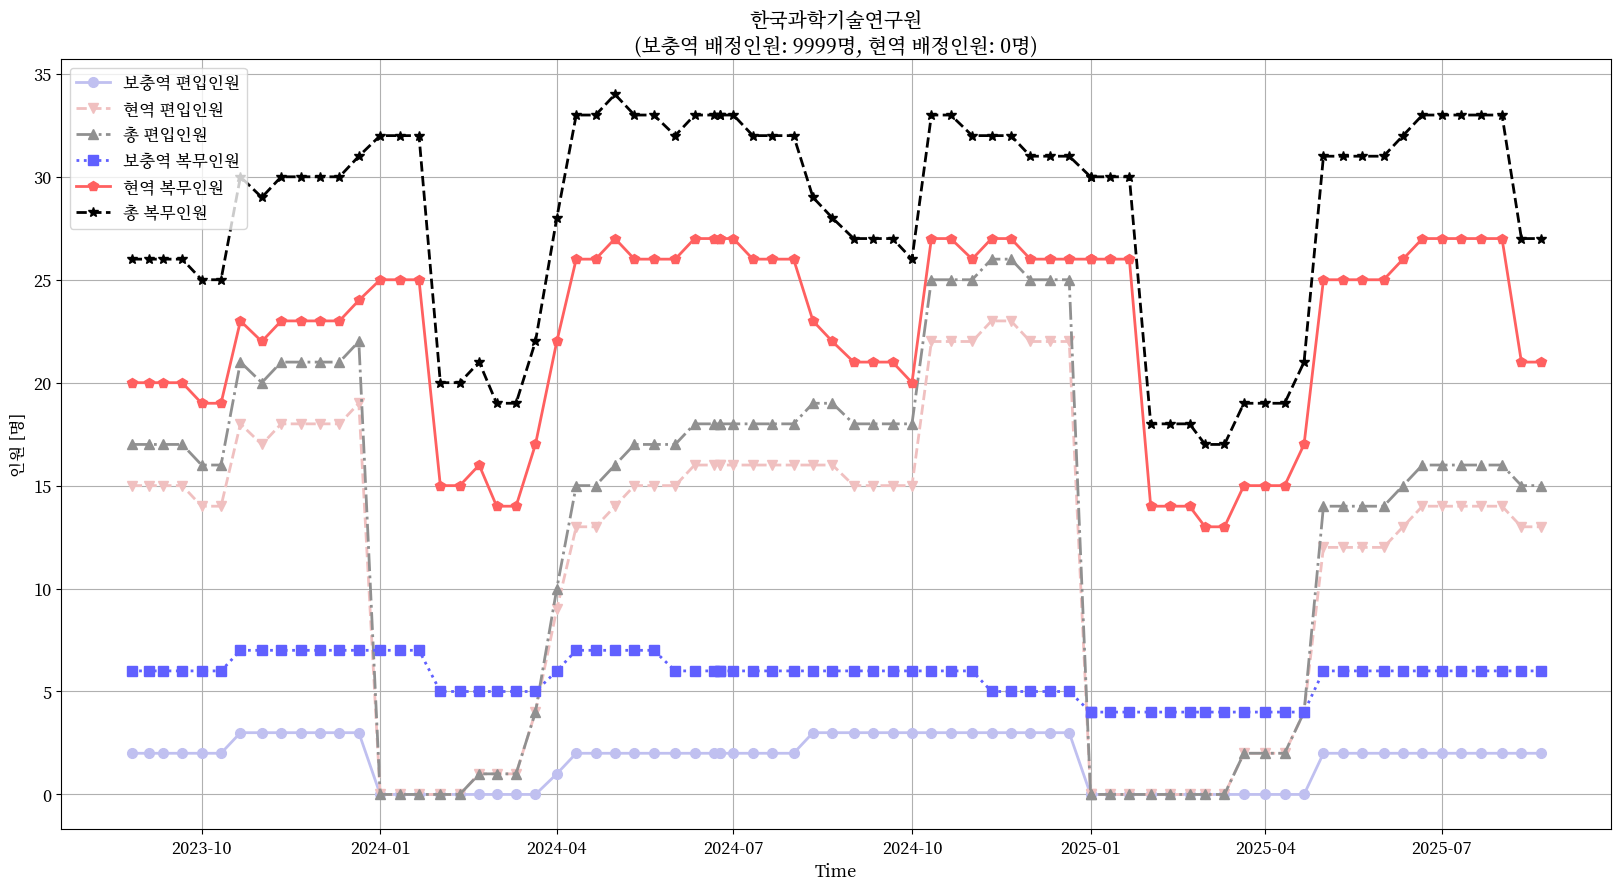 한국과학기술연구원
(보충역 배정인원: 9999명, 현역 배정인원: 0명)
보충역 편입인원
현역 편입인원
총 편입인원
보충역 복무인원
현역 복무인원
총 복무인원
35
30
25
20
15
10
5
0
인원 [명]
2023-10
2024-01
2024-04
2024-07
2024-10
2025-01
2025-04
2025-07
Time